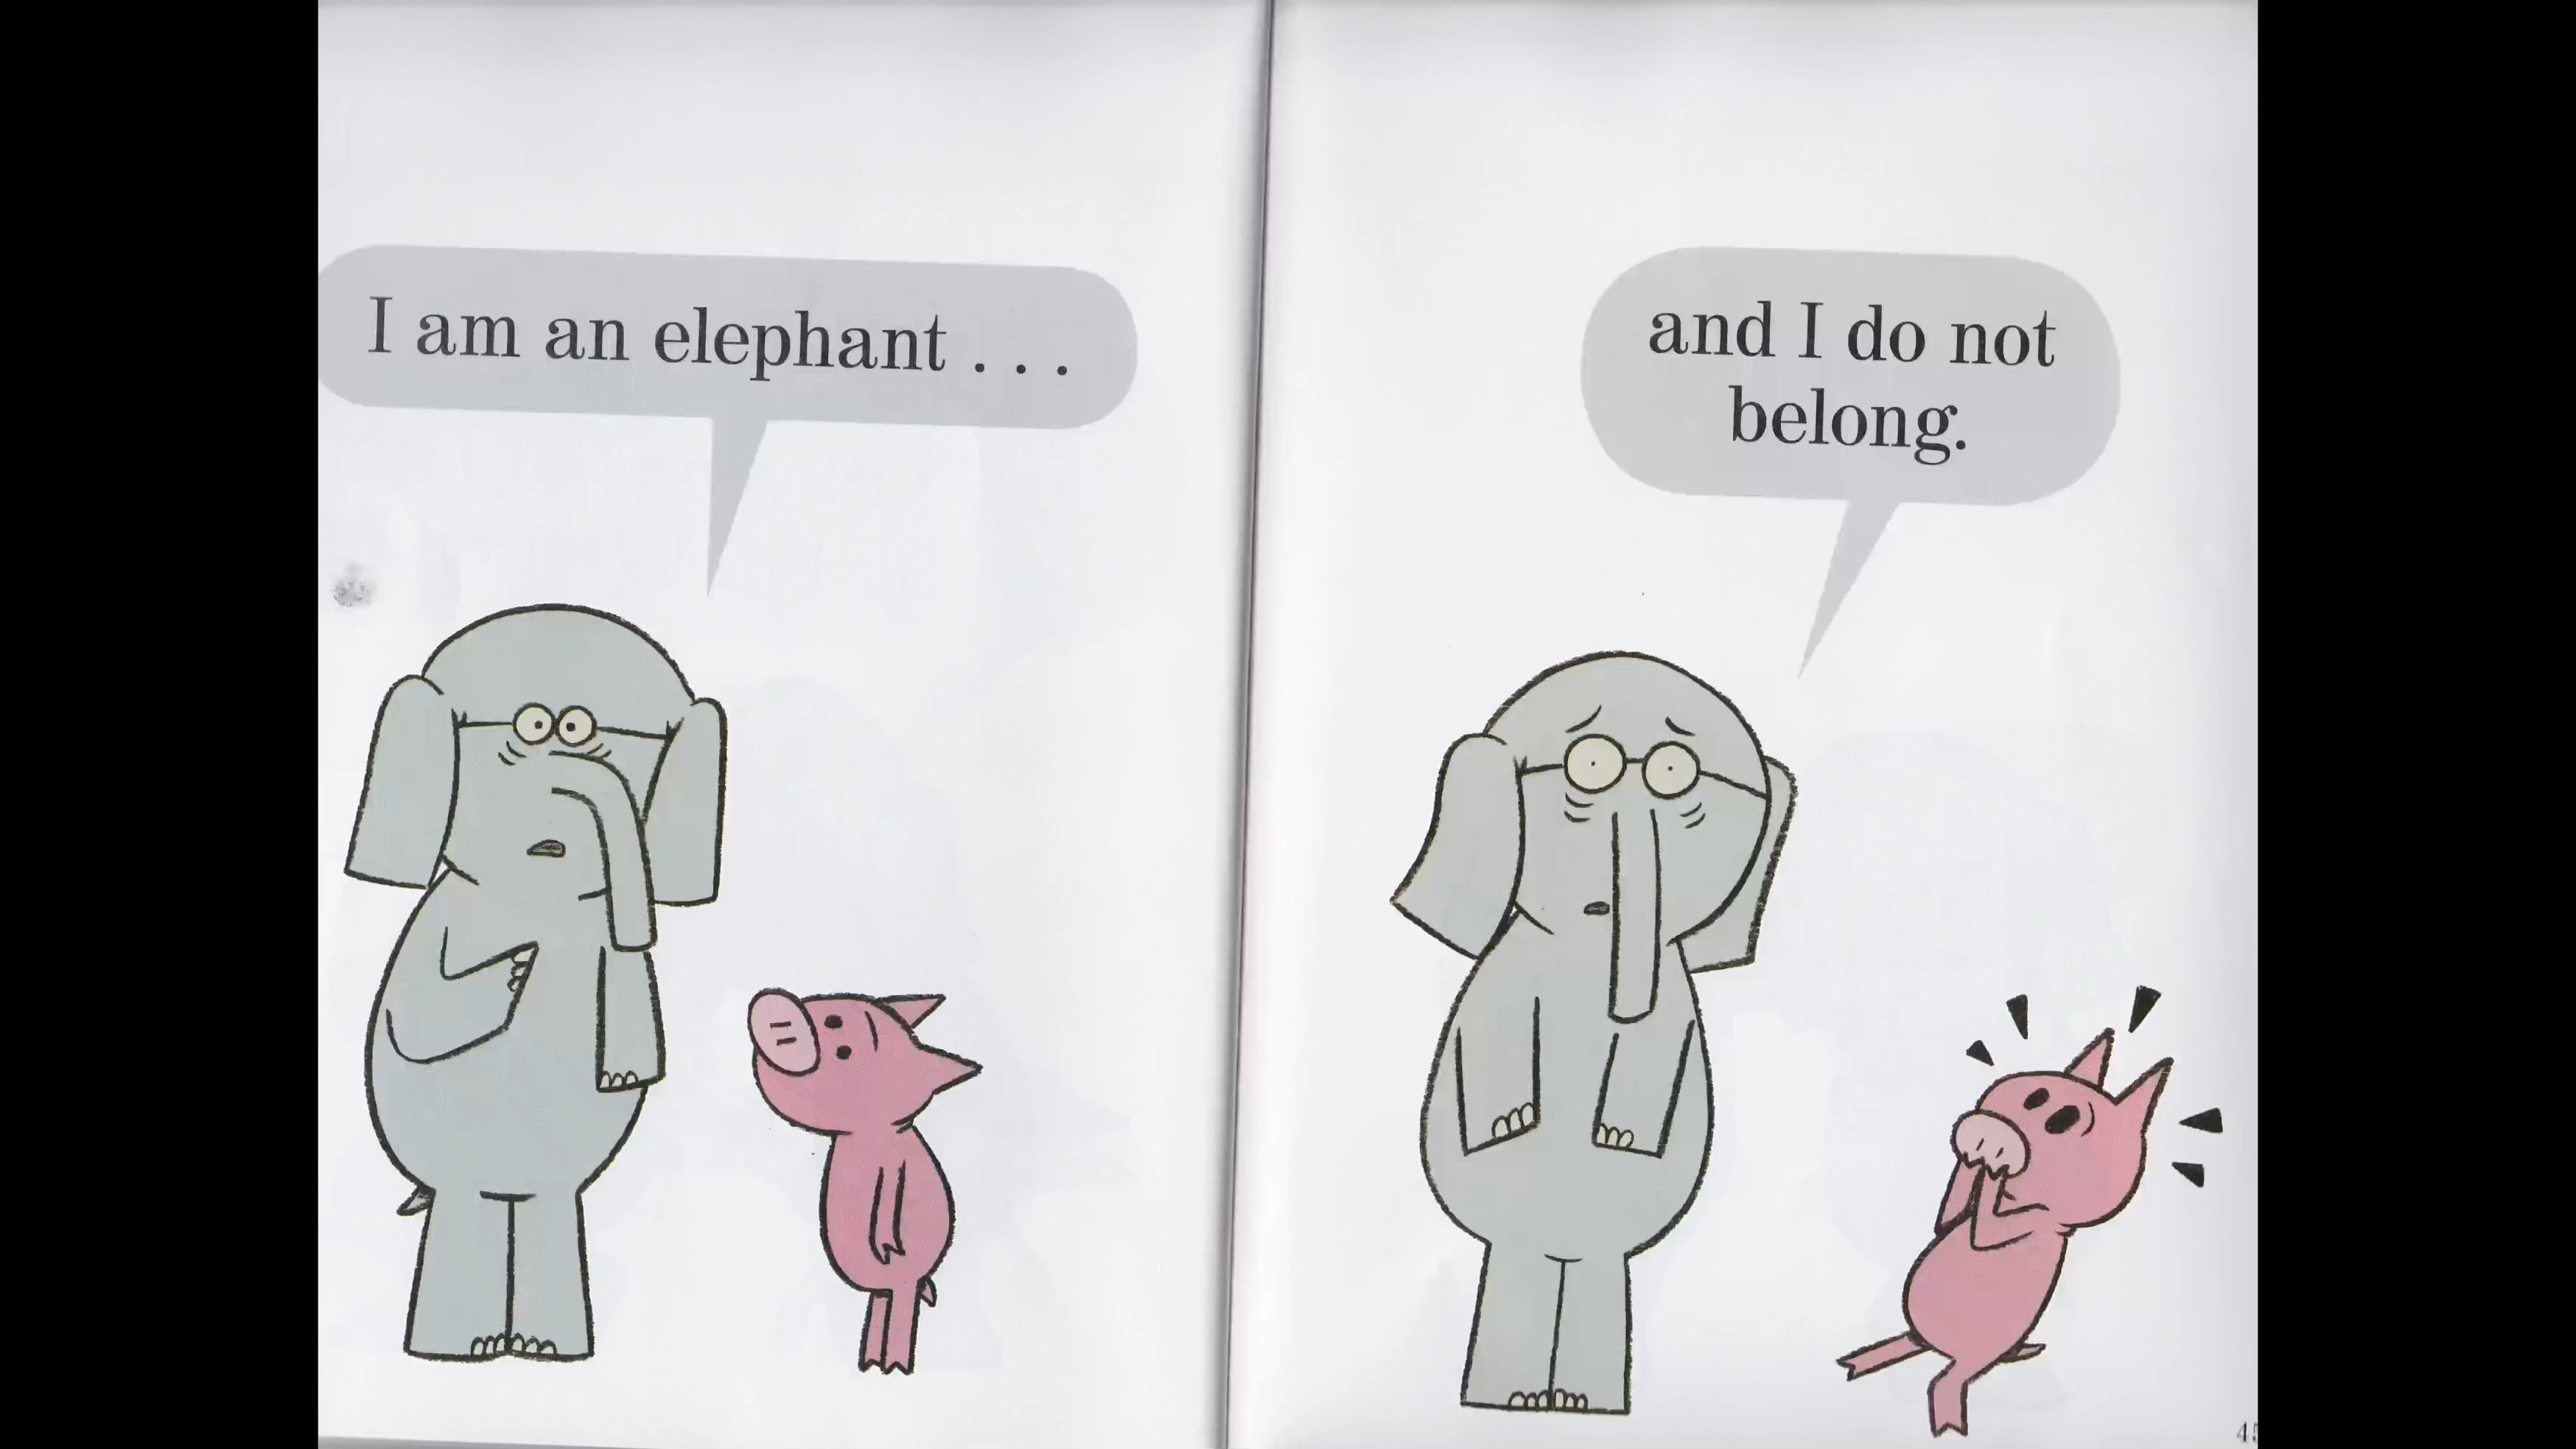 I am an elephant . . .
and I do not
belong.